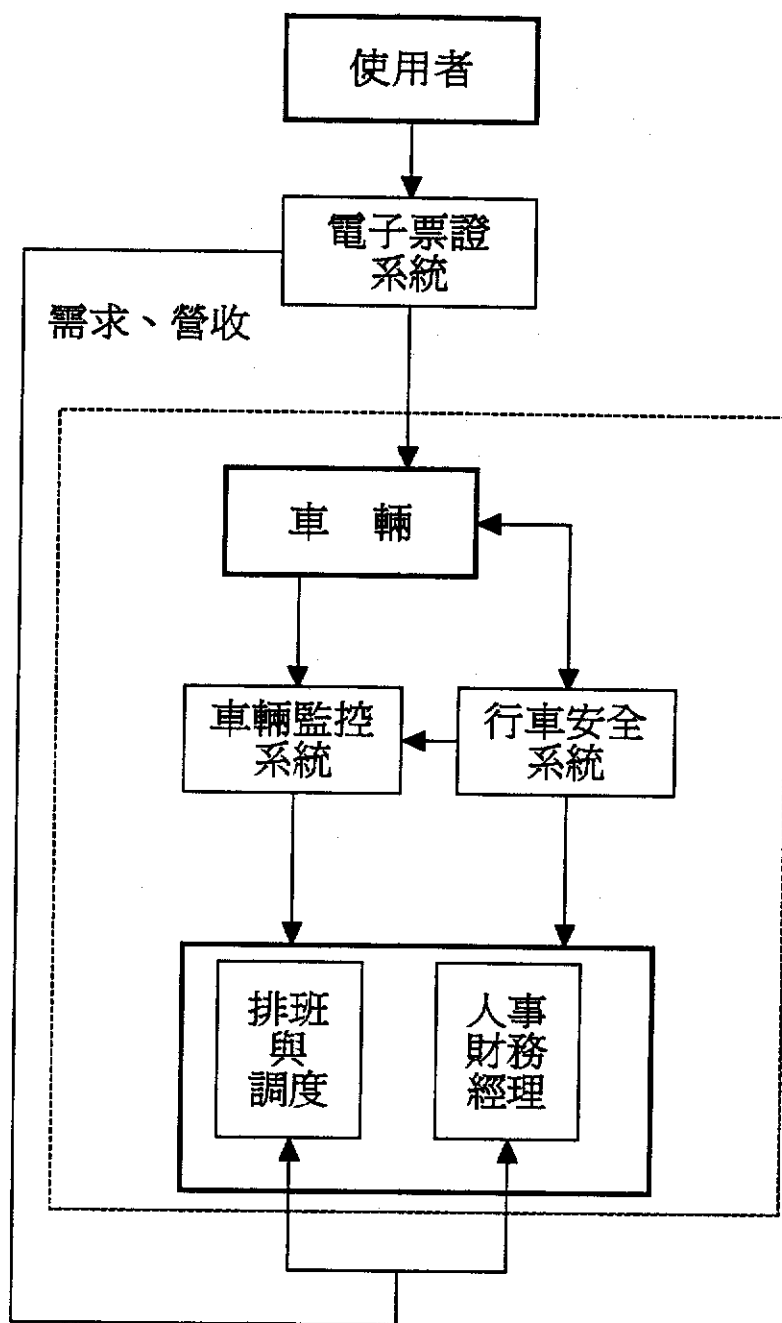 使用者
電子票證
系統
需求、營收
車 輛
車輛監控
系統
行車安全
系統
排班
與
調度
人事
財務
經理